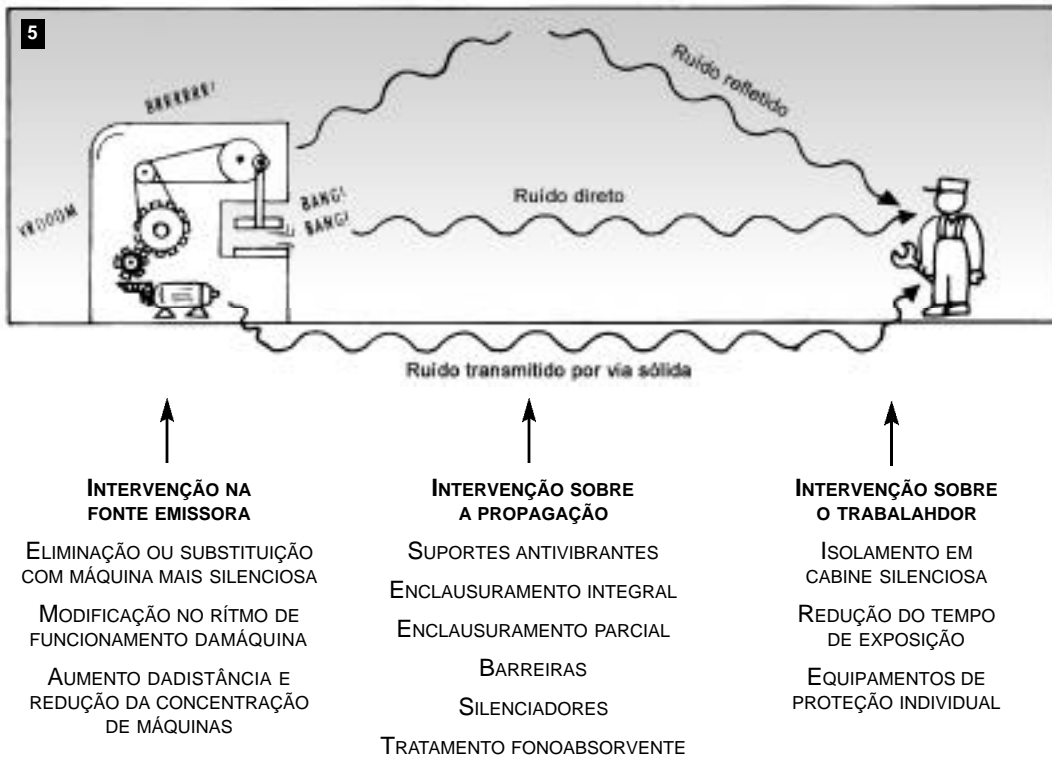 5
BRRRRAR!
VROOOM
BANG!
BANG!
Ruído refletido
Ruído direto
Ruído transmitido por via sólida
INTERVENÇÃO NA
FONTE EMISSORA
ELIMINAÇÃO OU SUBSTITUIÇÃO
COM MÁQUINA MAIS SILENCIOSA
MODIFICAÇÃO NO RÍTMO DE
FUNCIONAMENTO DAMÁQUINA
AUMENTO DADISTÂNCIA E
REDUÇÃO DA CONCENTRAÇÃO
DE MÁQUINAS
INTERVENÇÃO SOBRE
A PROPAGAÇÃO
SUPORTES ANTIVIBRANTES
ENCLAUSURAMENTO INTEGRAL
ENCLAUSURAMENTO PARCIAL
BARREIRAS
SILENCIADORES
TRATAMENTO FONOABSORVENTE
INTERVENÇÃO SOBRE
O TRABALAHDOR
ISOLAMENTO EM
CABINE SILENCIOSA
REDUÇÃO DO TEMPO
DE EXPOSIÇÃO
EQUIPAMENTOS DE
PROTEÇÃO INDIVIDUAL